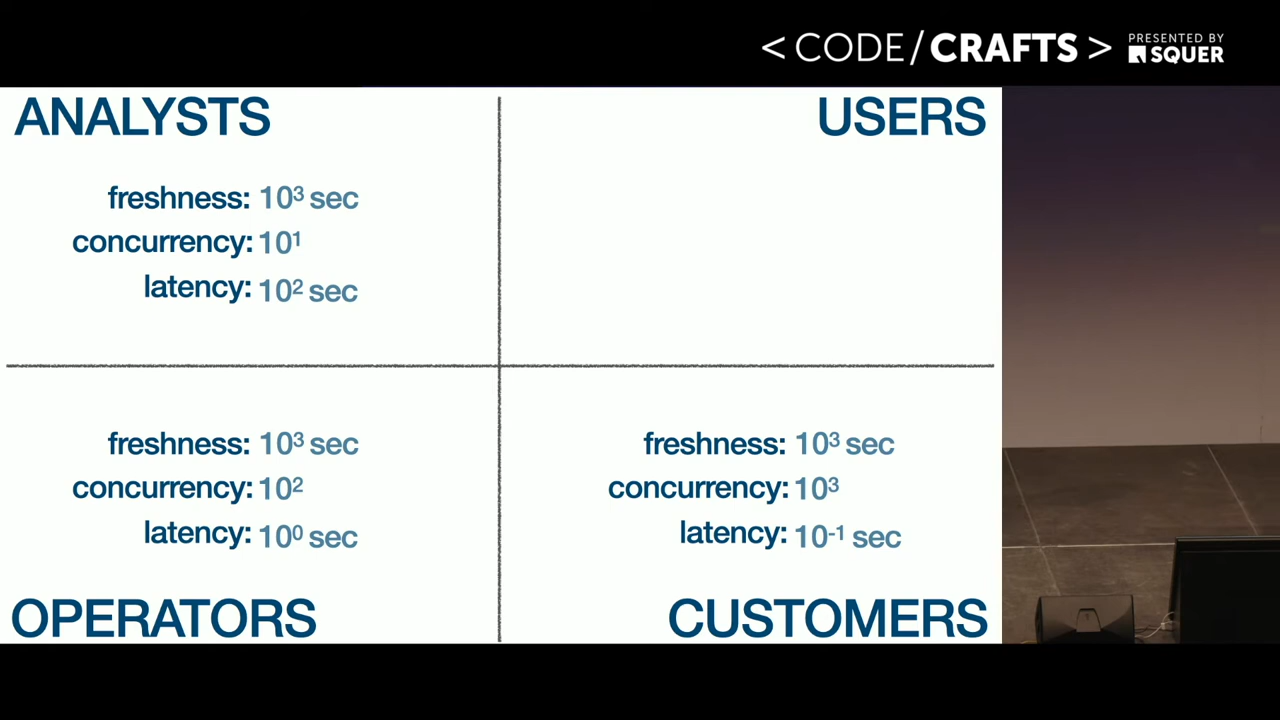 < CODE/CRAFTS >
PRESENTED BY
SQUER
ANALYSTS
freshness: 10³ sec
concurrency: 10¹
latency: 10² sec
USERS
freshness: 10³ sec
concurrency: 10²
latency: 10⁰ sec
OPERATORS
freshness: 10³ sec
concurrency: 10³
latency: 10⁻¹ sec
CUSTOMERS